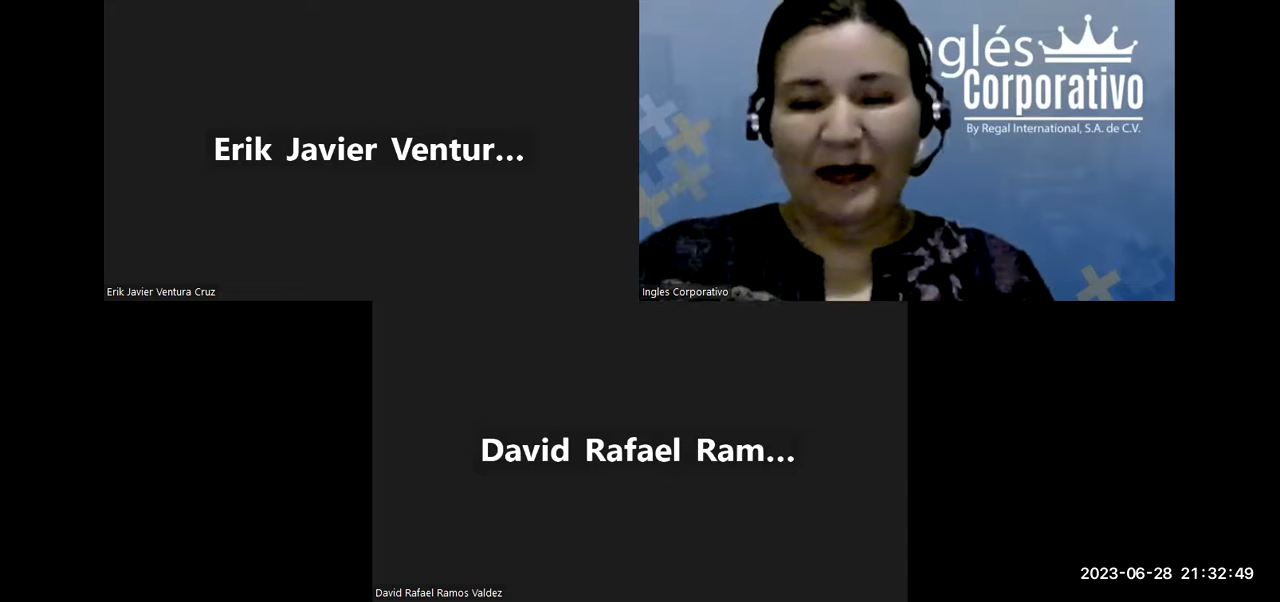 Erik Javier Ventur...
Erik Javier Ventura Cruz
nglés
Corporativo
By Regal International, S.A. de C.V.
Ingles Corporativo
David Rafael Ram...
David Rafael Ramos Valdez
2023-06-28 21:32:49